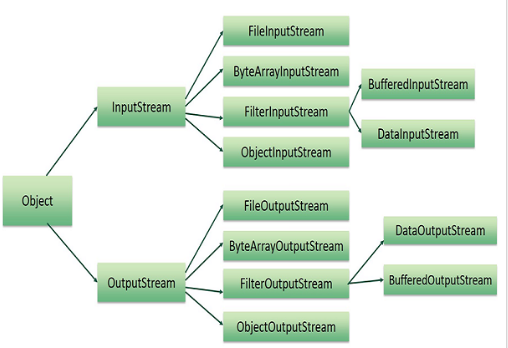 Object
InputStream
FileInputStream
ByteArrayInputStream
FilterInputStream
ObjectInputStream
BufferedInputStream
DataInputStream
OutputStream
FileOutputStream
ByteArrayOutputStream
FilterOutputStream
ObjectOutputStream
DataOutputStream
BufferedOutputStream